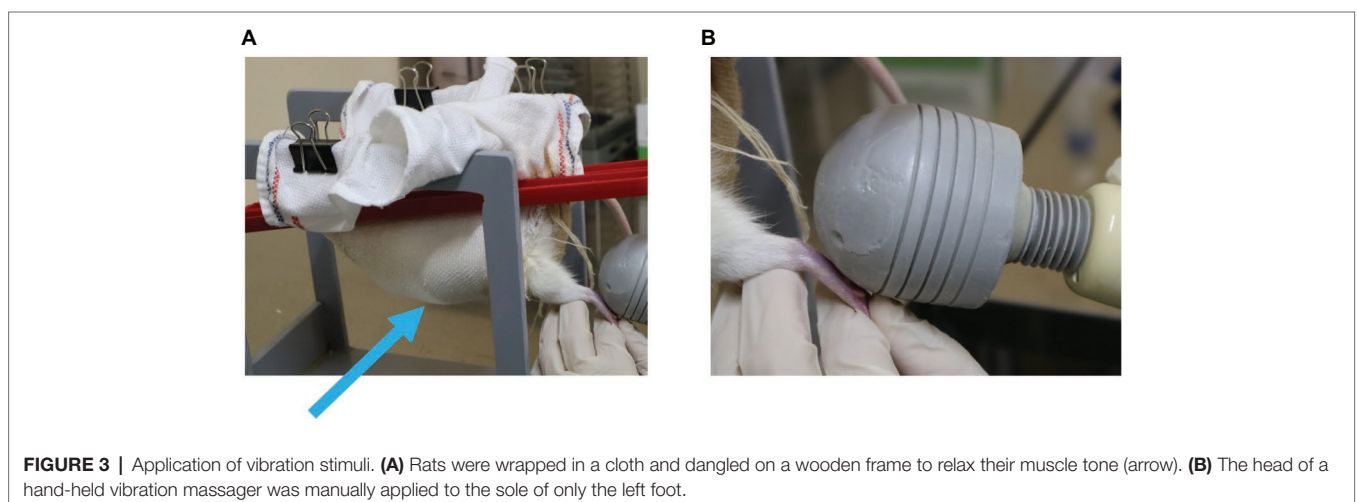 A
B
FIGURE 3 | Application of vibration stimuli. (A) Rats were wrapped in a cloth and dangled on a wooden frame to relax their muscle tone (arrow). (B) The head of a
hand-held vibration massager was manually applied to the sole of only the left foot.